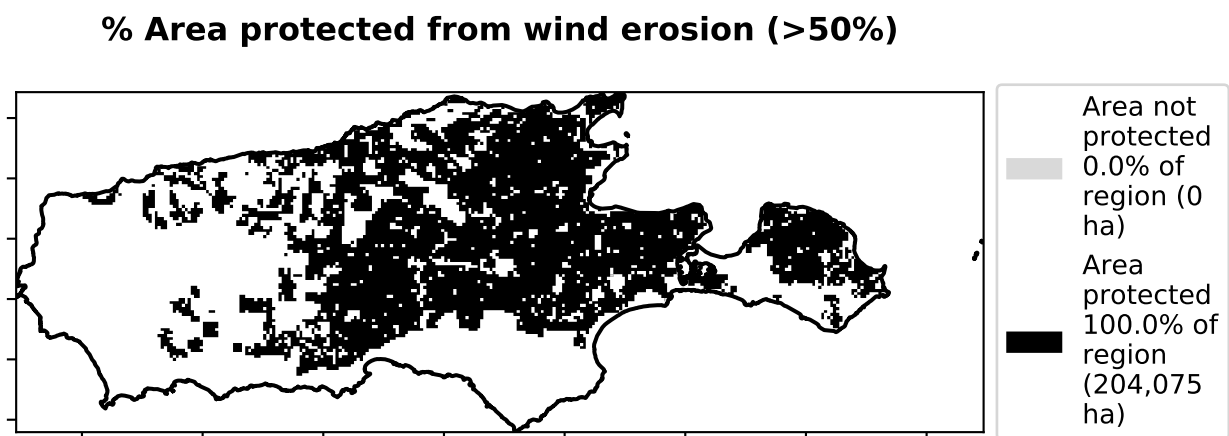 % Area protected from wind erosion (>50%)
Area not
protected
0.0% of
region (0
ha)
Area
protected
100.0% of
region
(204,075
ha)